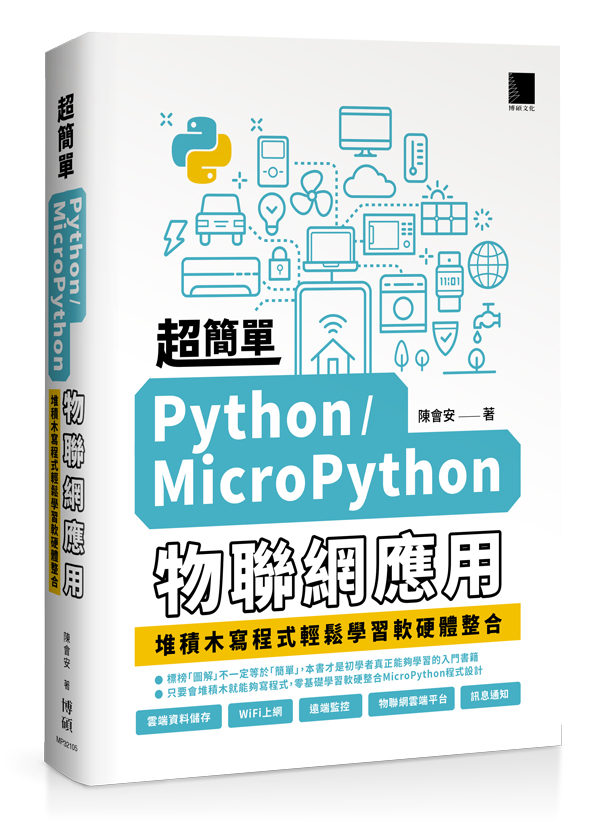 超簡單
Python/
MicroPython
物聯網應用
堆積木寫程式輕鬆學習軟硬體整合
陳會安 著
博碩
MP32105
博碩文化
11:01
超簡單
Python/
MicroPython
陳會安 — 著
物聯網應用
堆積木寫程式輕鬆學習軟硬體整合
● 標榜「圖解」不一定等於「簡單」,本書才是初學者真正能夠學習的入門書籍
● 只要會堆積木就能夠寫程式,零基礎學習軟硬整合MicroPython程式設計
雲端資料儲存 WiFi上網 遠端監控 物聯網雲端平台 訊息通知